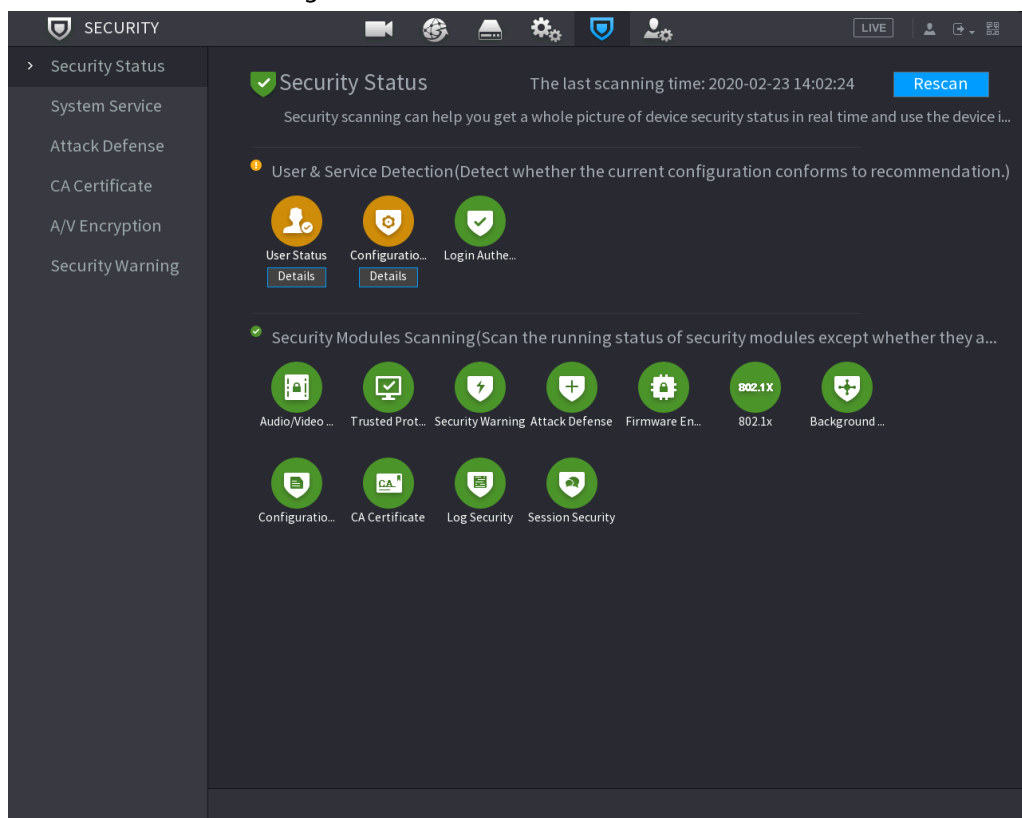 SECURITY
LIVE
Security Status
System Service
Attack Defense
CA Certificate
A/V Encryption
Security Warning
Security Status
The last scanning time: 2020-02-23 14:02:24
Rescan
Security scanning can help you get a whole picture of device security status in real time and use the device i...
User & Service Detection(Detect whether the current configuration conforms to recommendation.)
User Status
Configuratio...
Login Authe...
Details
Details
Security Modules Scanning(Scan the running status of security modules except whether they a...
802.1X
Audio/Video ...
Trusted Prot...
Security Warning
Attack Defense
Firmware En...
802.1x
Background ...
CA
Configuratio...
CA Certificate
Log Security
Session Security